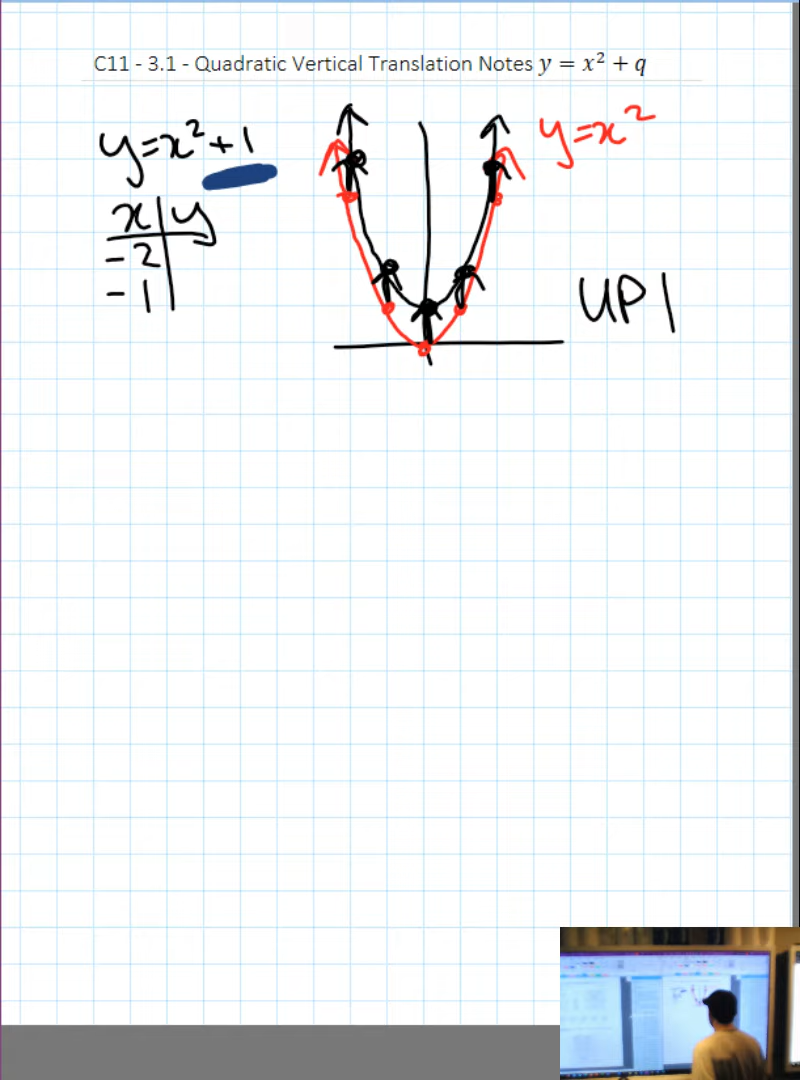 C11 - 3.1 - Quadratic Vertical Translation Notes y = x² + q
y=x²+1
y=x²
x | y
-2
-1
UP 1